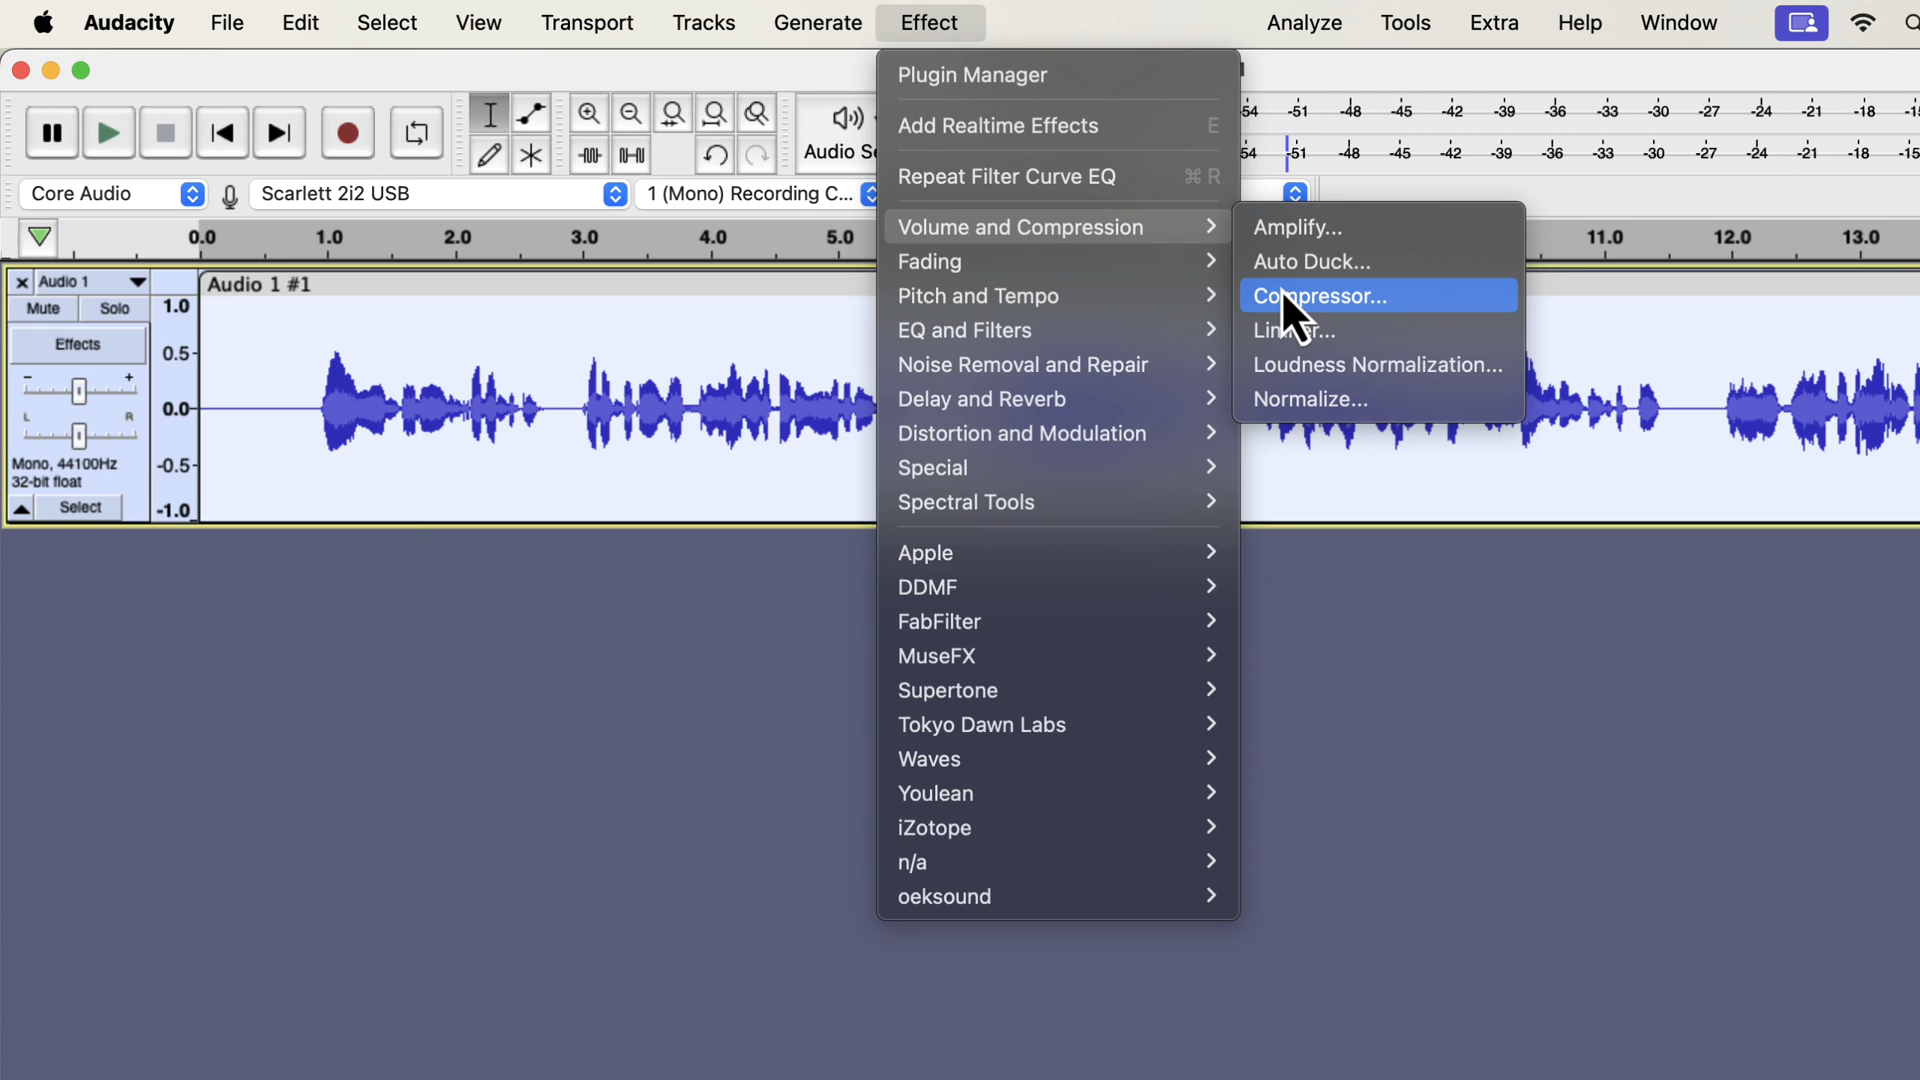 Audacity File Edit Select View Transport Tracks Generate Effect Analyze Tools Extra Help Window
Plugin Manager
Add Realtime Effects E
Repeat Filter Curve EQ ⌘ R
Volume and Compression
Fading
Pitch and Tempo
EQ and Filters
Noise Removal and Repair
Delay and Reverb
Distortion and Modulation
Special
Spectral Tools
Apple
DDMF
FabFilter
MuseFX
Supertone
Tokyo Dawn Labs
Waves
Youlean
iZotope
n/a
oeksound
Amplify...
Auto Duck...
Compressor...
Loudness Normalization...
Normalize...
54 -51 -48 -45 -42 -39 -36 -33 -30 -27 -24 -21 -18
54 -51 -48 -45 -42 -39 -36 -33 -30 -27 -24 -21 -18 -15
Audio
Core Audio Scarlett 2i2 USB 1 (Mono) Recording C...
0.0 1.0 2.0 3.0 4.0 5.0 11.0 12.0 13.0
Audio 1
Audio 1 #1
Mute Solo
Effects
- +
L R
Mono, 44100Hz
32-bit float
Select
1.0
0.5
0.0
-0.5
-1.0